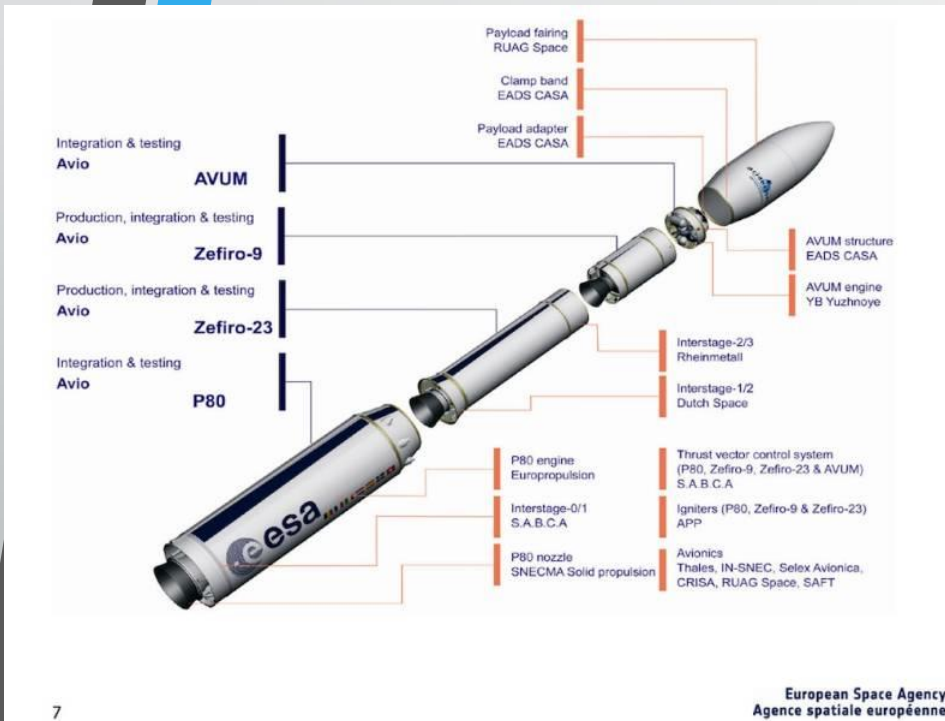 Payload fairing
RUAG Space
Clamp band
EADS CASA
Payload adapter
EADS CASA
Integration & testing
Avio
AVUM
Production, integration & testing
Avio
Zefiro-9
Production, integration & testing
Avio
Zefiro-23
Integration & testing
Avio
P80
AVUM structure
EADS CASA
AVUM engine
YB Yuzhnoye
Interstage-2/3
Rheinmetall
Interstage-1/2
Dutch Space
P80 engine
Europropulsion
Interstage-0/1
S.A.B.C.A
P80 nozzle
SNECMA Solid propulsion
Thrust vector control system
(P80, Zefiro-9, Zefiro-23 & AVUM)
S.A.B.C.A
Igniters (P80, Zefiro-9 & Zefiro-23)
APP
Avionics
Thales, IN-SNEC, Selex Avionica,
CRISA, RUAG Space, SAFT
esa
7
European Space Agency
Agence spatiale européenne